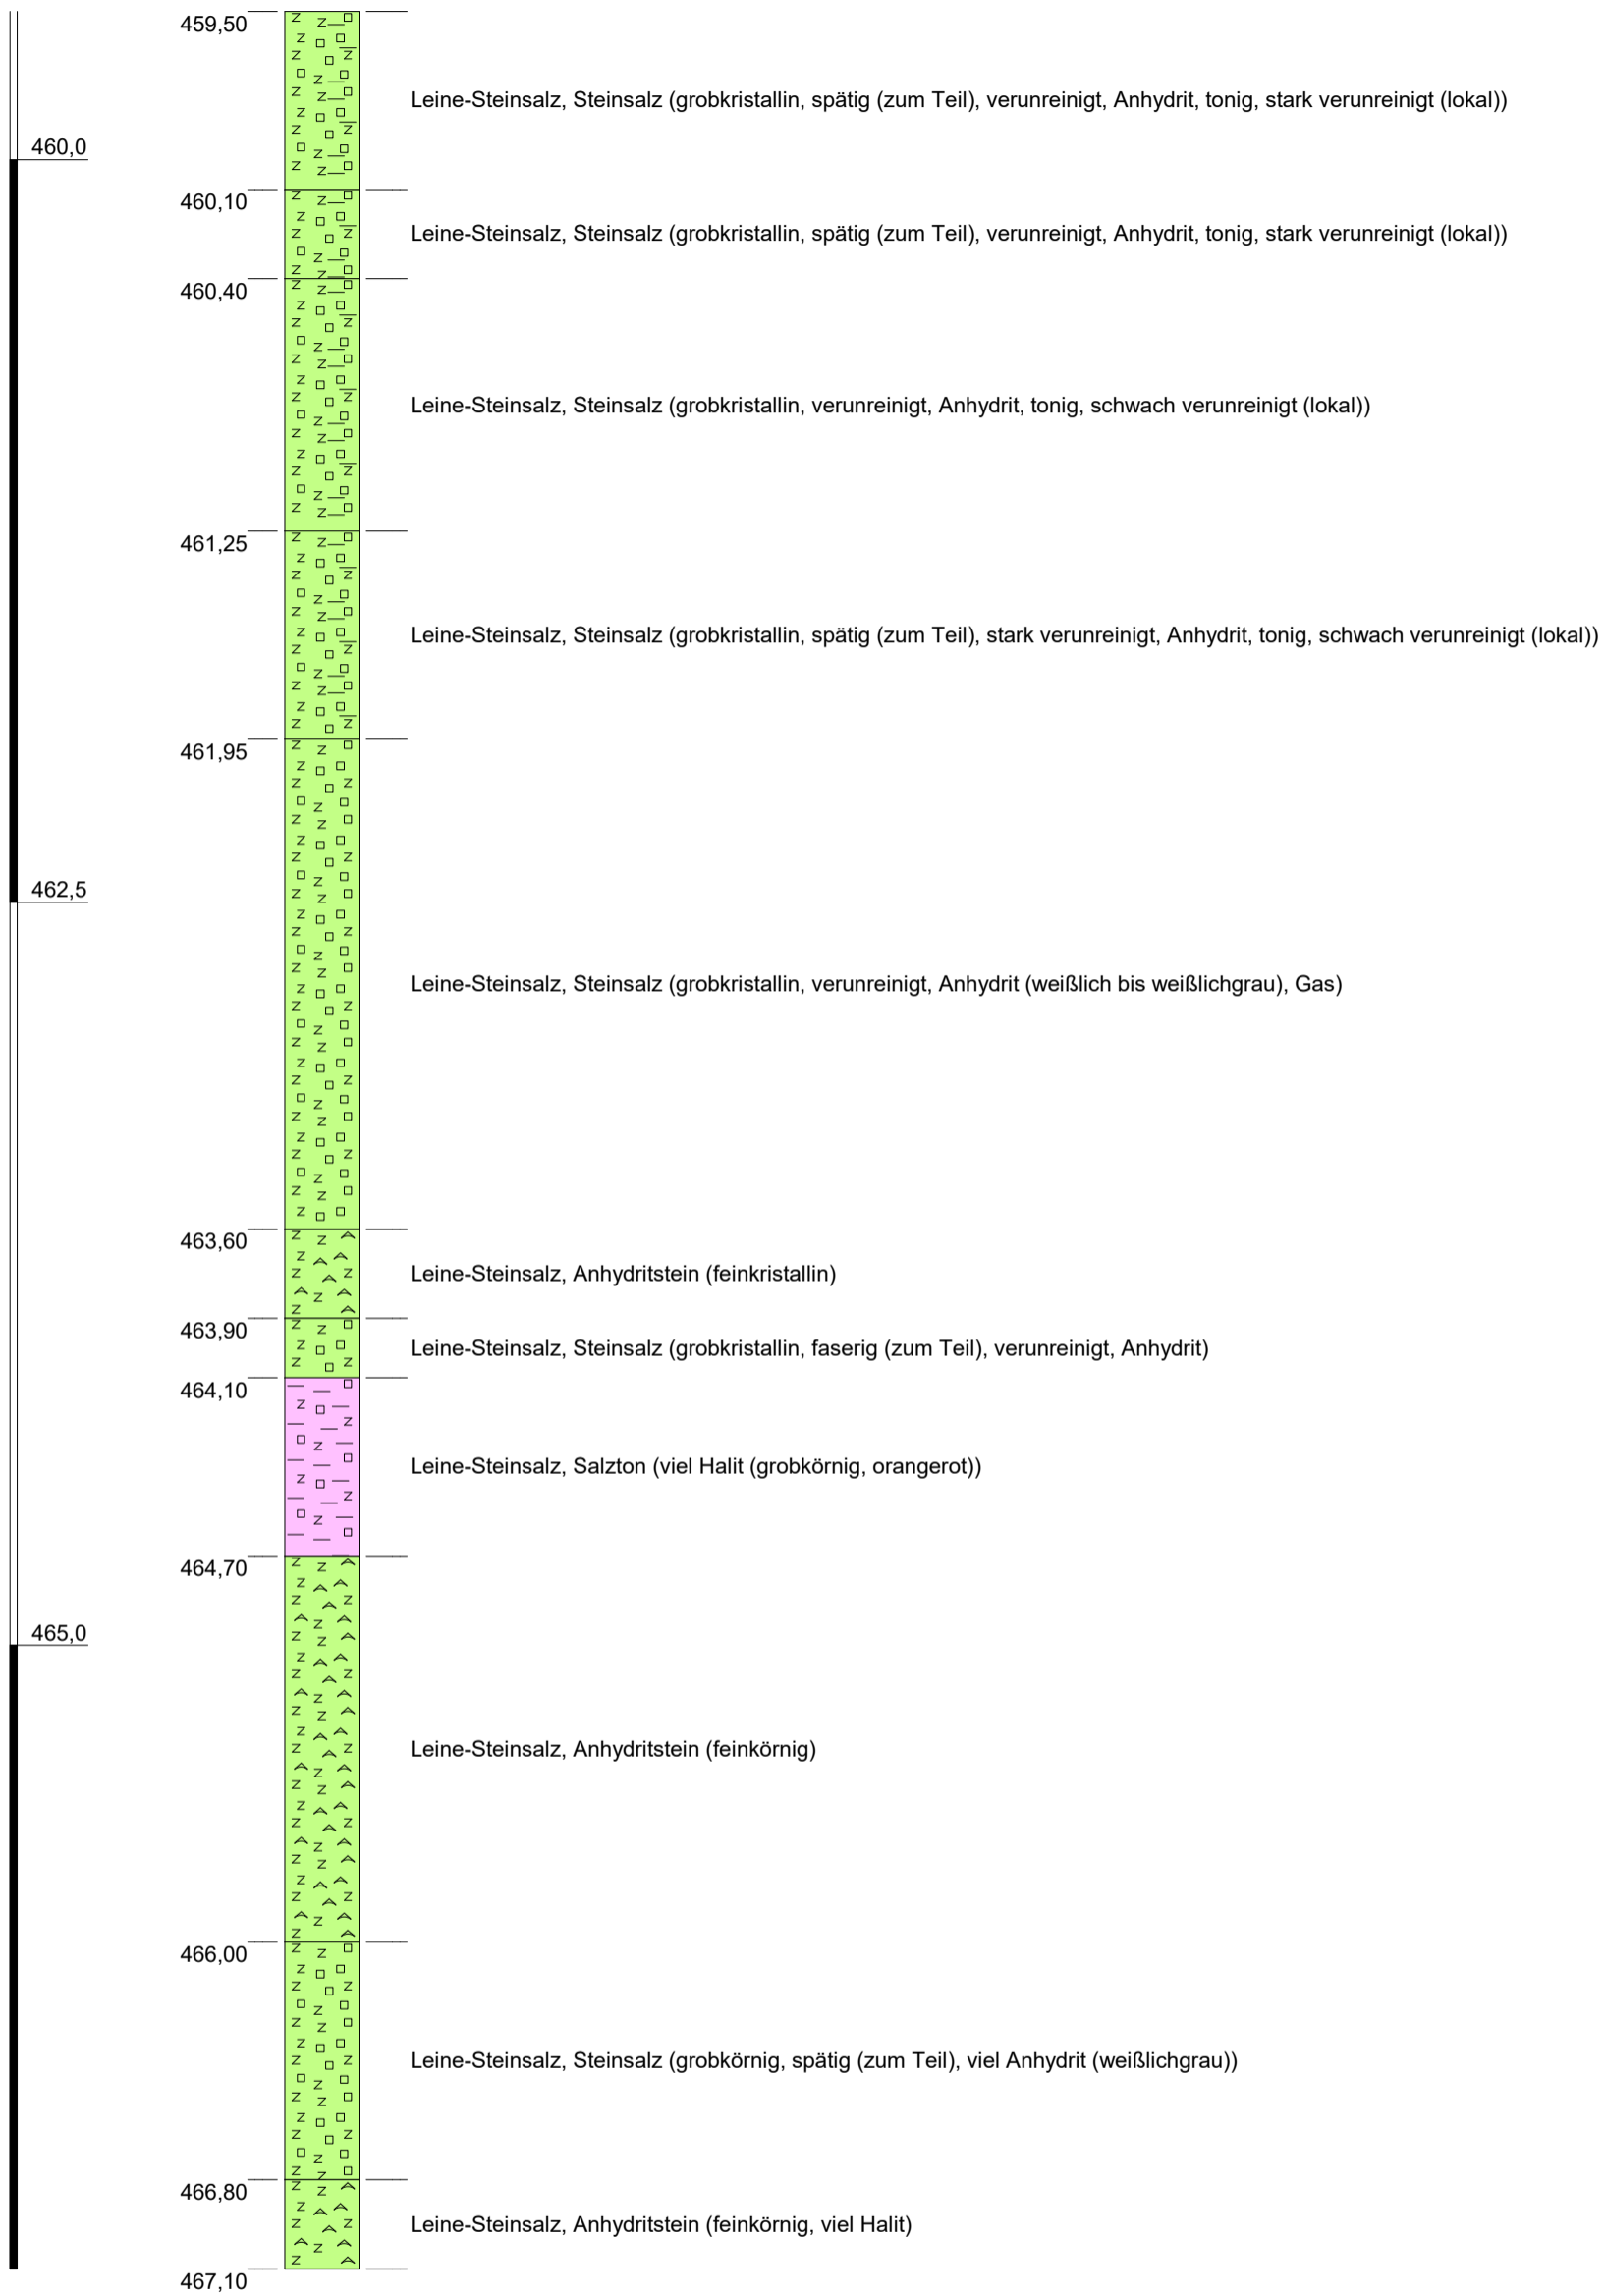 459,50
Leine-Steinsalz, Steinsalz (grobkristallin, spätig (zum Teil), verunreinigt, Anhydrit, tonig, stark verunreinigt (lokal))
460,0
460,10
Leine-Steinsalz, Steinsalz (grobkristallin, spätig (zum Teil), verunreinigt, Anhydrit, tonig, stark verunreinigt (lokal))
460,40
Leine-Steinsalz, Steinsalz (grobkristallin, verunreinigt, Anhydrit, tonig, schwach verunreinigt (lokal))
461,25
Leine-Steinsalz, Steinsalz (grobkristallin, spätig (zum Teil), stark verunreinigt, Anhydrit, tonig, schwach verunreinigt (lokal))
461,95
462,5
Leine-Steinsalz, Steinsalz (grobkristallin, verunreinigt, Anhydrit (weißlich bis weißlichgrau), Gas)
463,60
Leine-Steinsalz, Anhydritstein (feinkristallin)
463,90
Leine-Steinsalz, Steinsalz (grobkristallin, faserig (zum Teil), verunreinigt, Anhydrit)
464,10
Leine-Steinsalz, Salzton (viel Halit (grobkörnig, orangerot))
464,70
465,0
Leine-Steinsalz, Anhydritstein (feinkörnig)
466,00
Leine-Steinsalz, Steinsalz (grobkörnig, spätig (zum Teil), viel Anhydrit (weißlichgrau))
466,80
Leine-Steinsalz, Anhydritstein (feinkörnig, viel Halit)
467,10